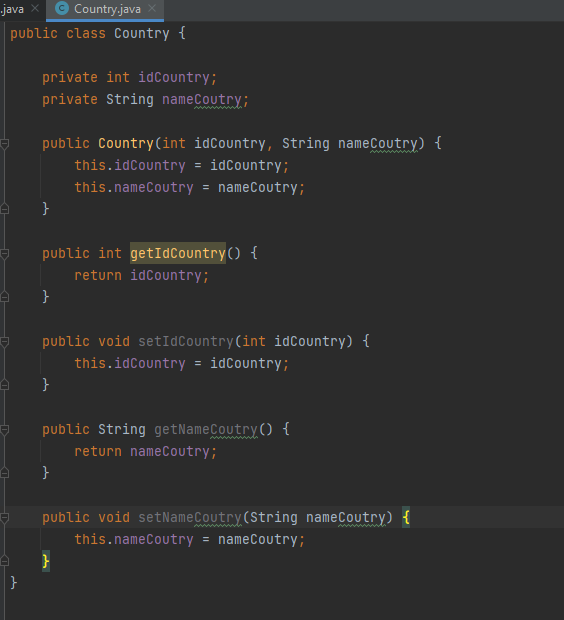 .java Country.java
public class Country {
private int idCountry;
private String nameCoutry;
public Country(int idCountry, String nameCoutry) {
this.idCountry = idCountry;
this.nameCoutry = nameCoutry;
}
public int getIdCountry() {
return idCountry;
}
public void setIdCountry(int idCountry) {
this.idCountry = idCountry;
}
public String getNameCoutry() {
return nameCoutry;
}
public void setNameCoutry(String nameCoutry) {
this.nameCoutry = nameCoutry;
}
}